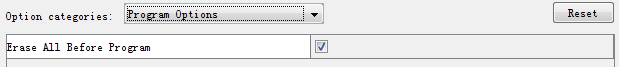 Option categories: Program Options Reset
Erase All Before Program